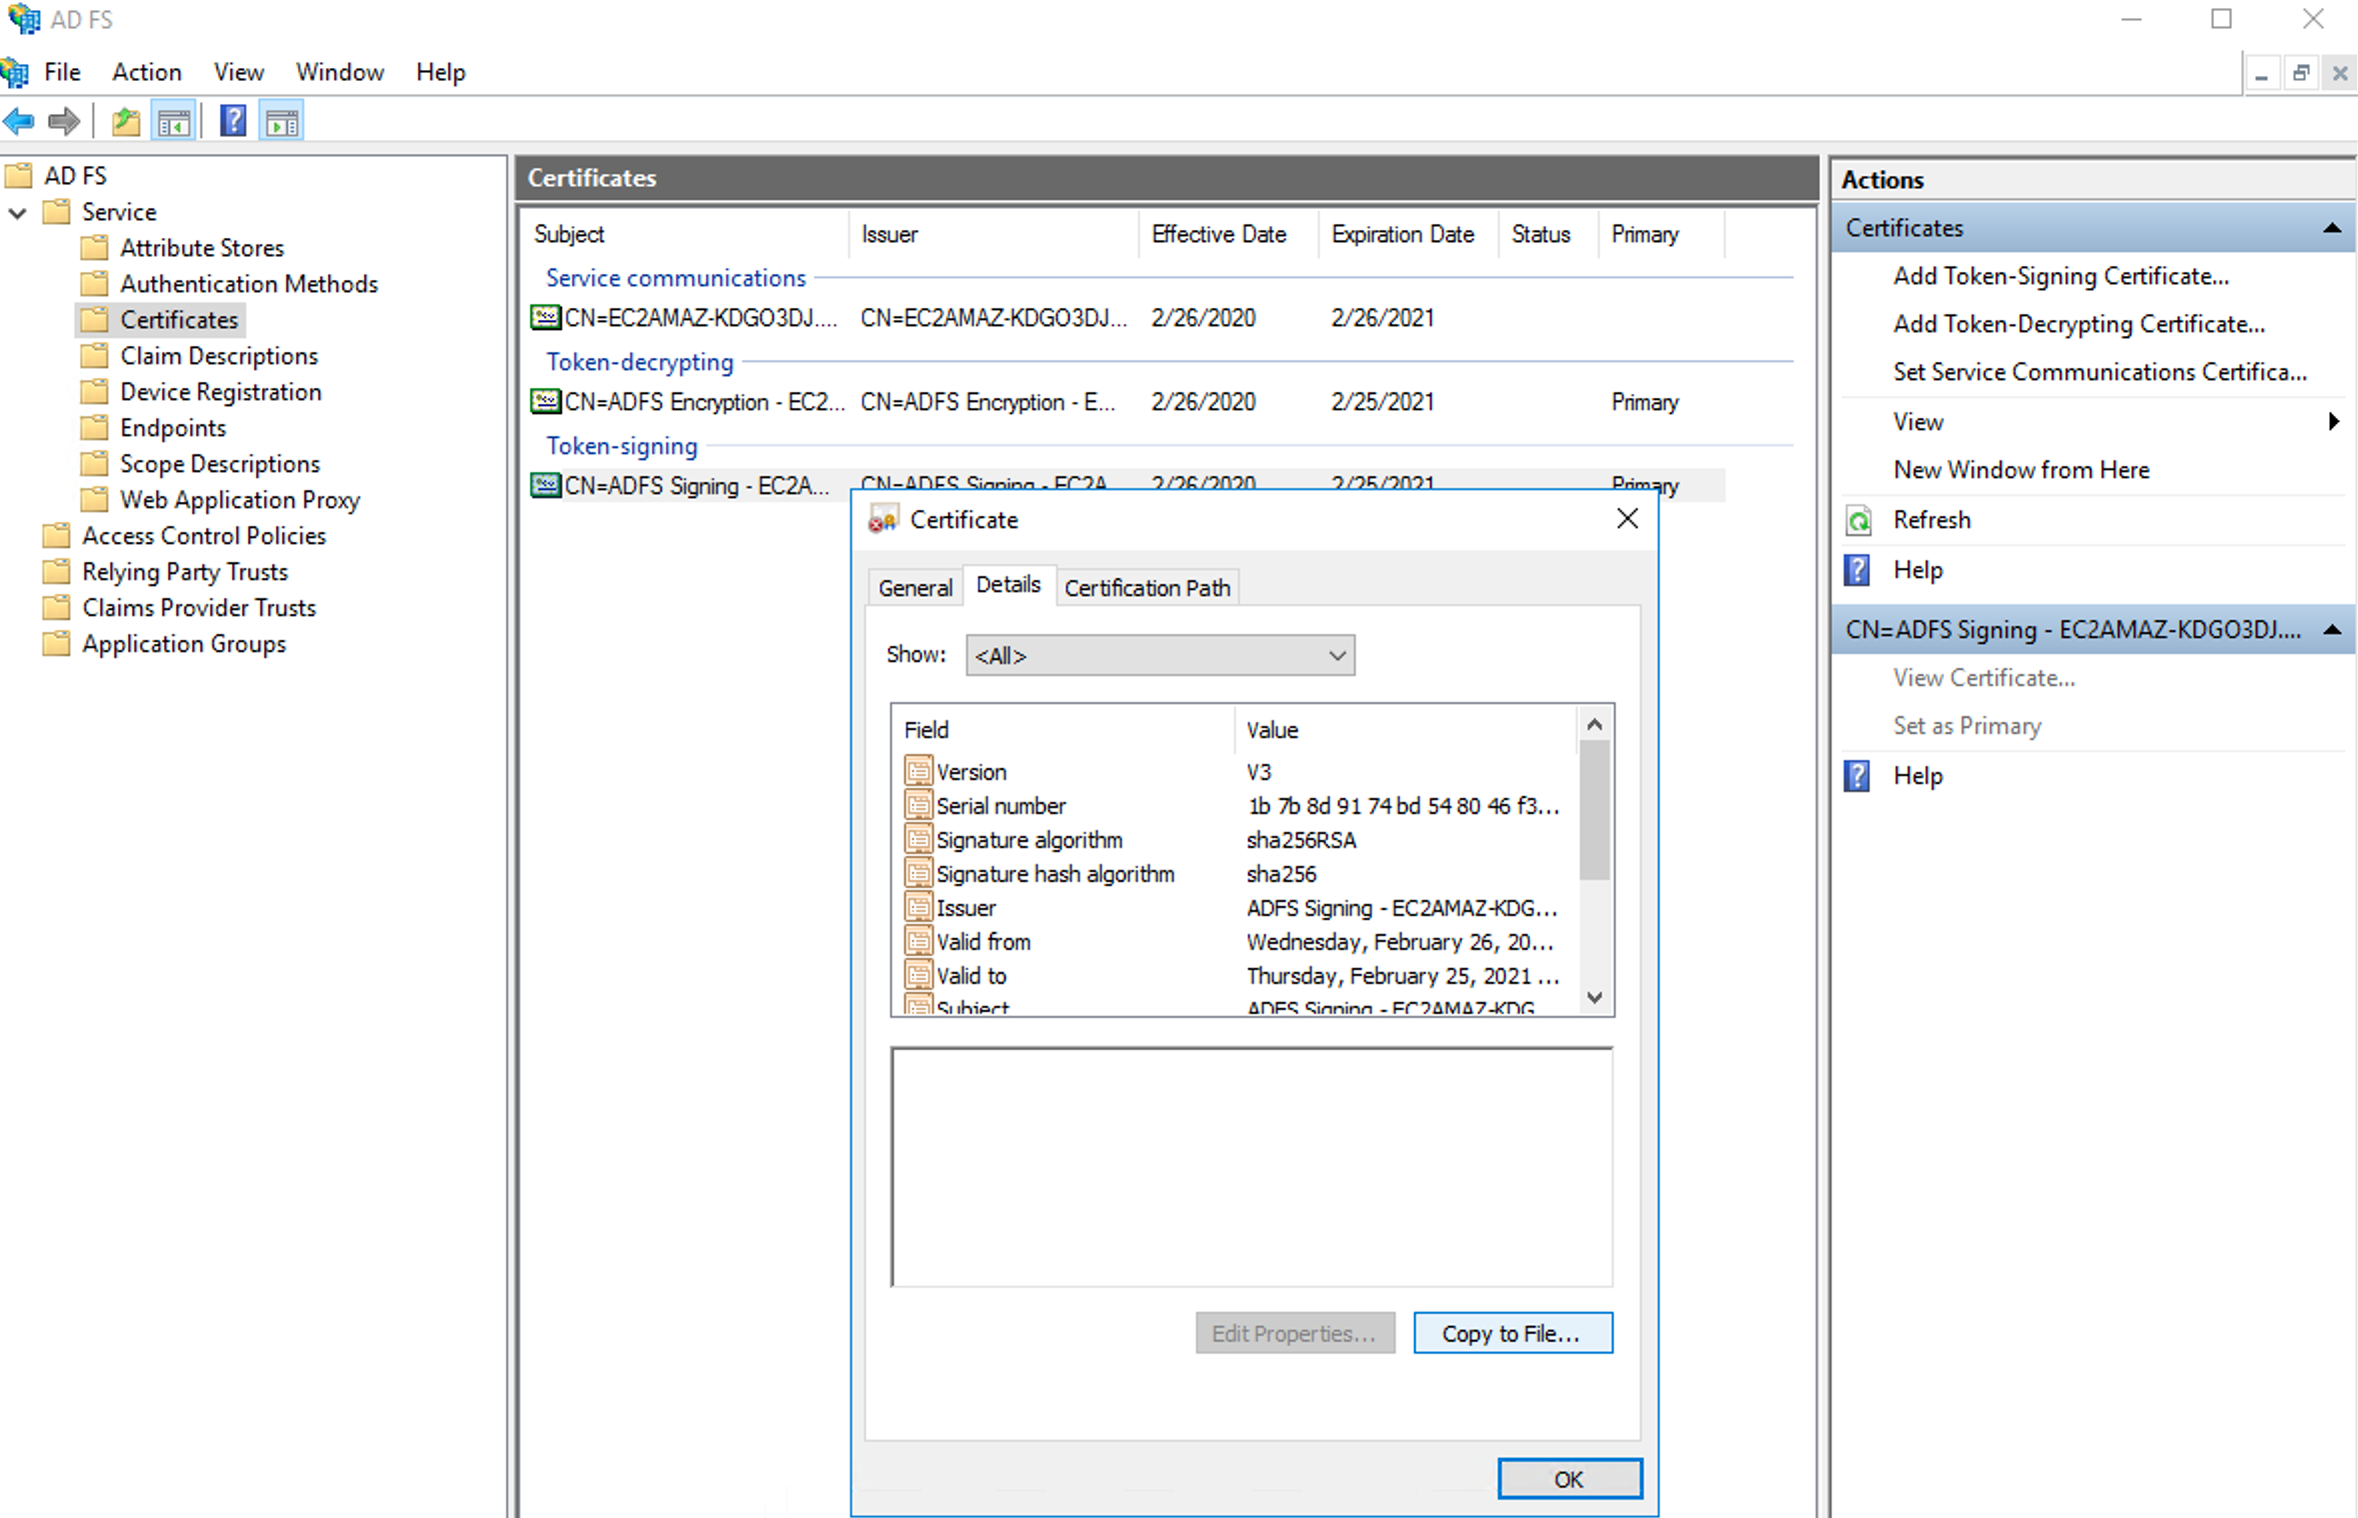 AD FS
File Action View Window Help
AD FS
Service
Attribute Stores
Authentication Methods
Certificates
Claim Descriptions
Device Registration
Endpoints
Scope Descriptions
Web Application Proxy
Access Control Policies
Relying Party Trusts
Claims Provider Trusts
Application Groups
Certificates
Subject Issuer Effective Date Expiration Date Status Primary
Service communications
CN=EC2AMAZ-KDGO3DJ.... CN=EC2AMAZ-KDGO3DJ... 2/26/2020 2/26/2021
Token-decrypting
CN=ADFS Encryption - EC2... CN=ADFS Encryption - E... 2/26/2020 2/25/2021 Primary
Token-signing
CN=ADFS Signing - EC2A... CN=ADFS Signing - EC2A 2/26/2020 2/25/2021 Primary
Certificate
General Details Certification Path
Show: <All>
Field Value
Version V3
Serial number 1b 7b 8d 91 74 bd 54 80 46 f3...
Signature algorithm sha256RSA
Signature hash algorithm sha256
Issuer ADFS Signing - EC2AMAZ-KDG...
Valid from Wednesday, February 26, 20...
Valid to Thursday, February 25, 2021 ...
Subject ADFS Signing - EC2AMAZ-KDG
Edit Properties... Copy to File...
OK
Actions
Certificates
Add Token-Signing Certificate...
Add Token-Decrypting Certificate...
Set Service Communications Certifica...
View
New Window from Here
Refresh
Help
CN=ADFS Signing - EC2AMAZ-KDGO3DJ....
View Certificate...
Set as Primary
Help